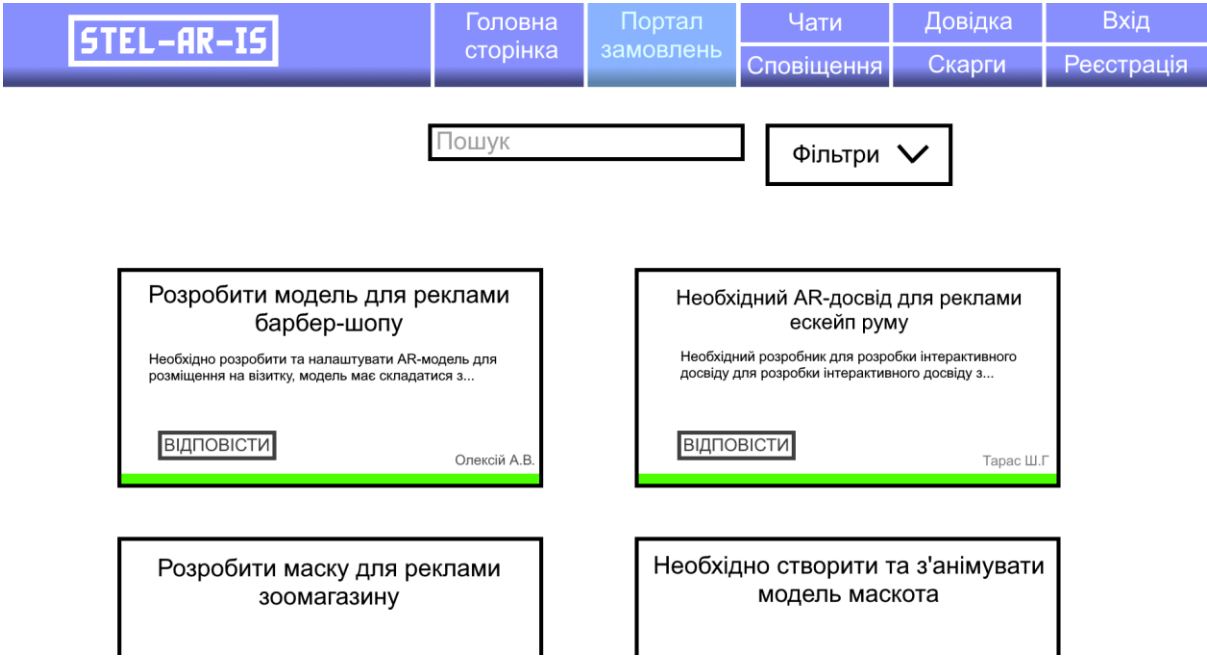 STEL-AR-IS
Головна
сторінка
Портал
замовлень
Чати
Сповіщення
Довідка
Скарги
Вхід
Реєстрація
Пошук
Фільтри
Розробити модель для реклами
барбер-шопу
Необхідно розробити та налаштувати AR-модель для
розміщення на візитку, модель має складатися з...
ВІДПОВІСТИ
Олексій А.В.
Необхідний AR-досвід для реклами
ескейп руму
Необхідний розробник для розробки інтерактивного
досвіду для розробки інтерактивного досвіду з...
ВІДПОВІСТИ
Тарас Ш.Г
Розробити маску для реклами
зоомагазину
Необхідно створити та з'анімувати
модель маскота